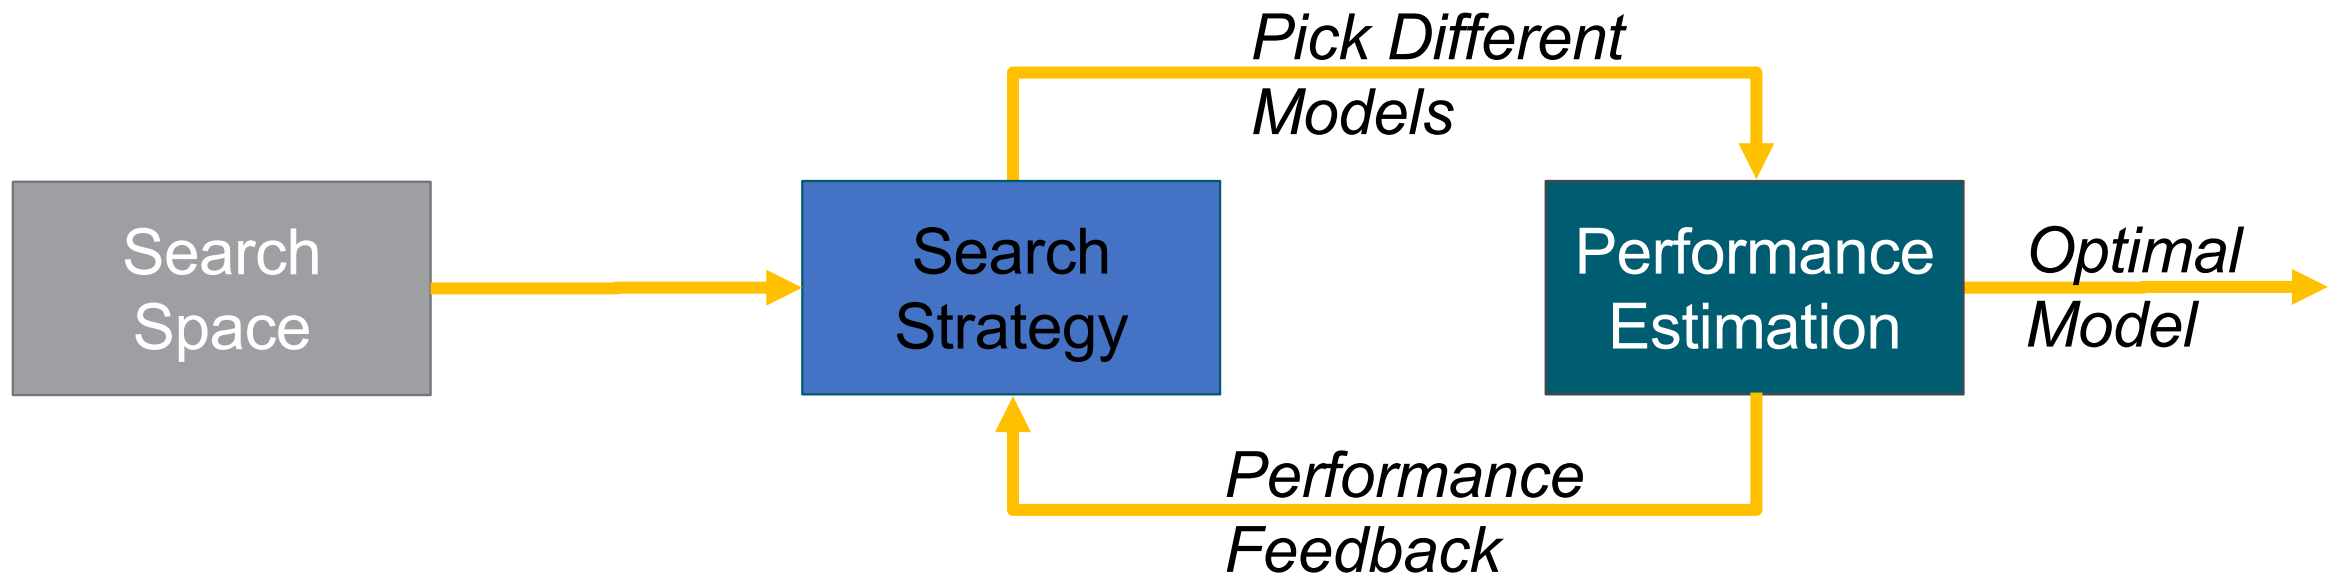 Pick Different
Models
Search
Space
Search
Strategy
Performance
Estimation
Optimal
Model
Performance
Feedback